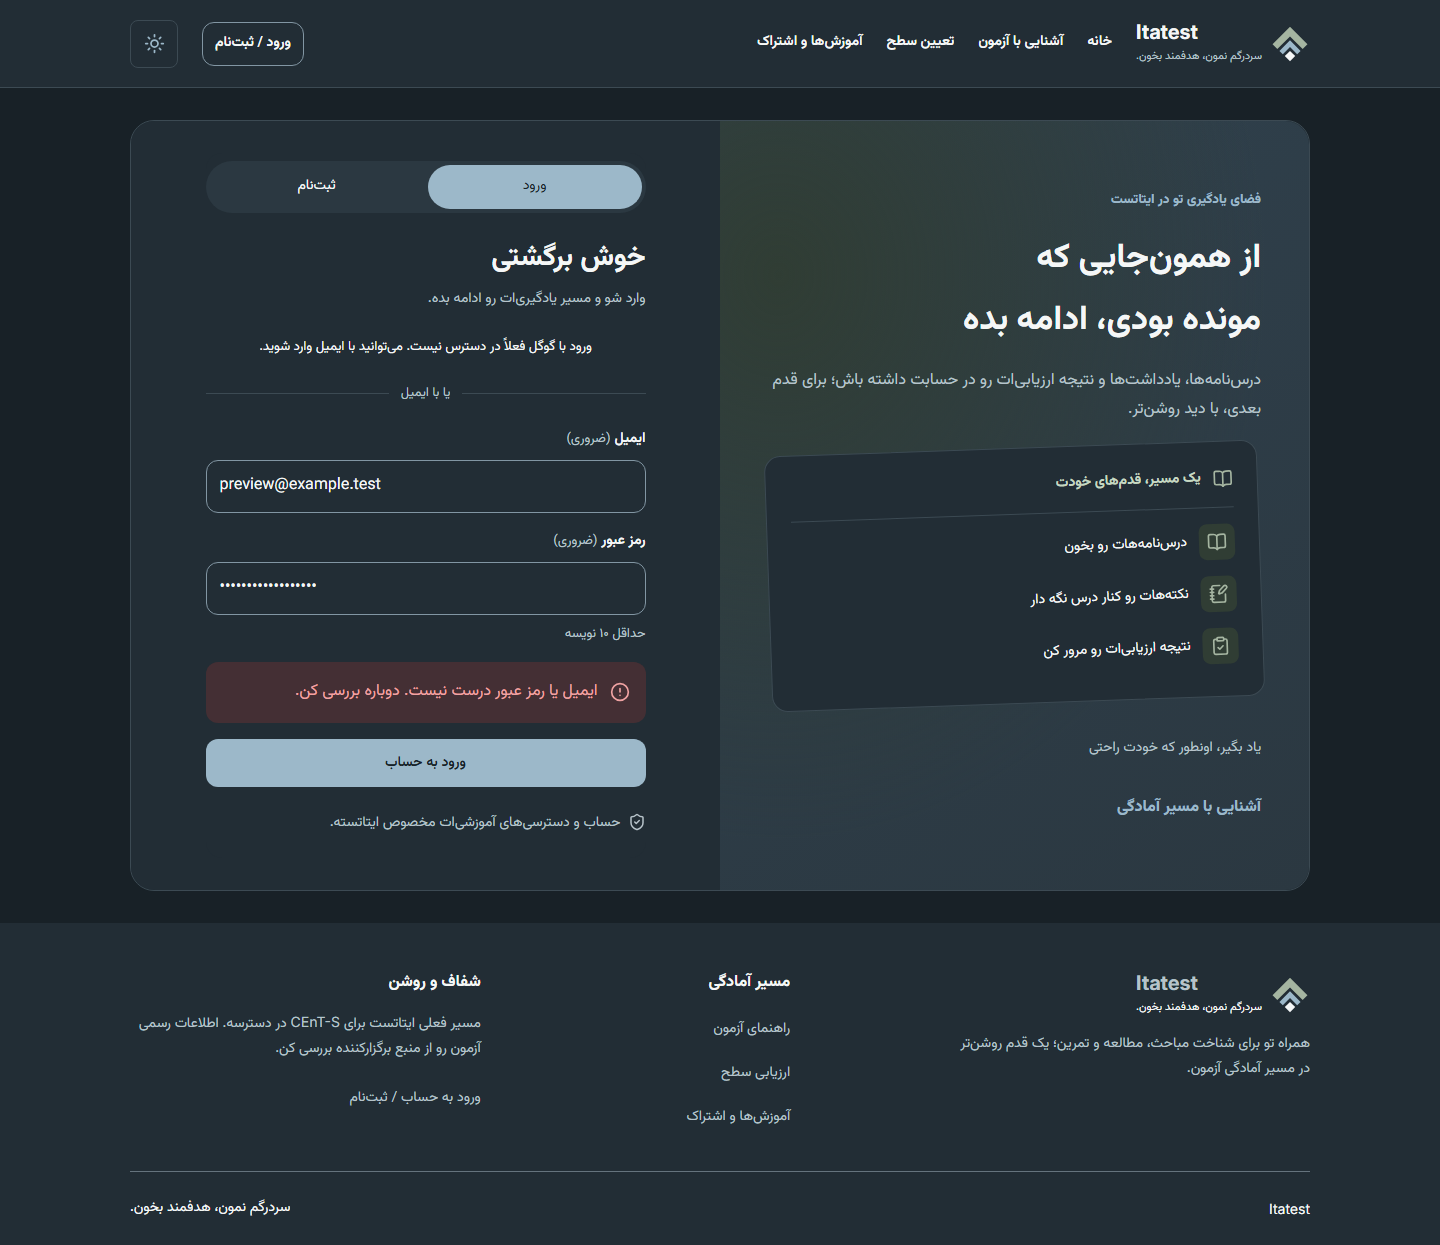 Itatest
سردرگم نمون، هدفمند بخون.
خانه
آشنایی با آزمون
تعیین سطح
آموزش‌ها و اشتراک
ورود / ثبت‌نام
فضای یادگیری تو در ایتاتست
از همون‌جایی که
مونده بودی، ادامه بده
درس‌نامه‌ها، یادداشت‌ها و نتیجه ارزیابی‌ات رو در حسابت داشته باش؛ برای قدم
بعدی، با دید روشن‌تر.
یک مسیر، قدم‌های خودت
درس‌نامه‌هات رو بخون
نکته‌هات رو کنار درس نگه دار
نتیجه ارزیابی‌ات رو مرور کن
یاد بگیر، اونطور که خودت راحتی
آشنایی با مسیر آمادگی
ورود
ثبت‌نام
خوش برگشتی
وارد شو و مسیر یادگیری‌ات رو ادامه بده.
ورود با گوگل فعلاً در دسترس نیست. می‌توانید با ایمیل وارد شوید.
یا با ایمیل
ایمیل (ضروری)
preview@example.test
رمز عبور (ضروری)
••••••••••••••••••
حداقل ۱۰ نویسه
ایمیل یا رمز عبور درست نیست. دوباره بررسی کن.
ورود به حساب
حساب و دسترسی‌های آموزشی‌ات مخصوص ایتاتسته.
Itatest
سردرگم نمون، هدفمند بخون.
همراه تو برای شناخت مباحث، مطالعه و تمرین؛ یک قدم روشن‌تر
در مسیر آمادگی آزمون.
مسیر آمادگی
راهنمای آزمون
ارزیابی سطح
آموزش‌ها و اشتراک
شفاف و روشن
مسیر فعلی ایتاتست برای CEnT-S در دسترسه. اطلاعات رسمی
آزمون رو از منبع برگزارکننده بررسی کن.
ورود به حساب / ثبت‌نام
Itatest
سردرگم نمون، هدفمند بخون.